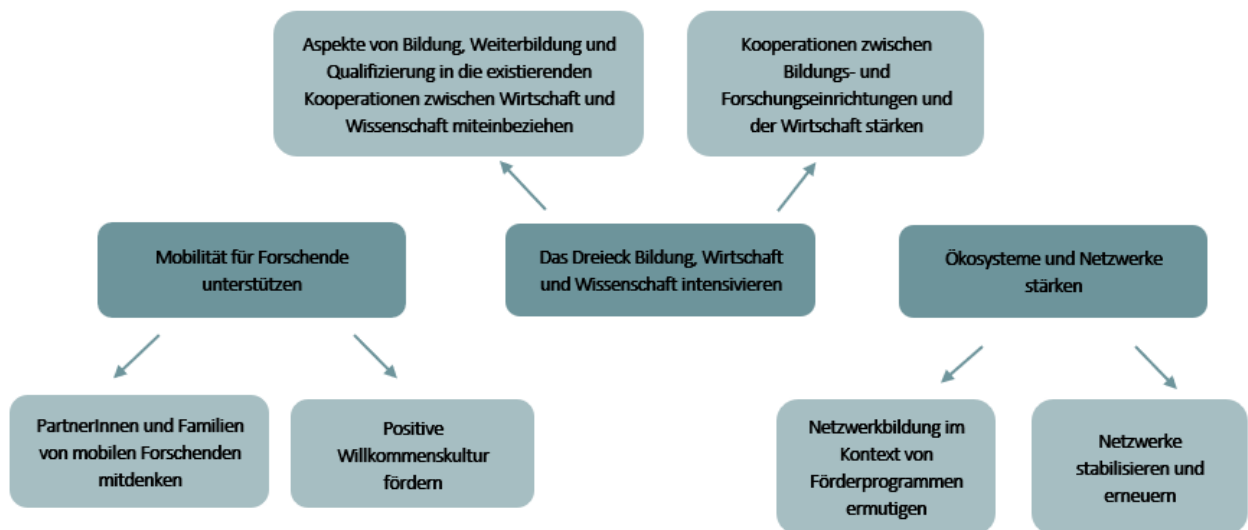 Aspekte von Bildung, Weiterbildung und
Qualifizierung in die existierenden
Kooperationen zwischen Wirtschaft und
Wissenschaft miteinbeziehen
Kooperationen zwischen
Bildungs- und
Forschungseinrichtungen und
der Wirtschaft stärken
Mobilität für Forschende
unterstützen
Das Dreieck Bildung, Wirtschaft
und Wissenschaft intensivieren
Ökosysteme und Netzwerke
stärken
PartnerInnen und Familien
von mobilen Forschenden
mitdenken
Positive
Willkommenskultur
fördern
Netzwerkbildung im
Kontext von
Förderprogrammen
ermutigen
Netzwerke
stabilisieren und
erneuern